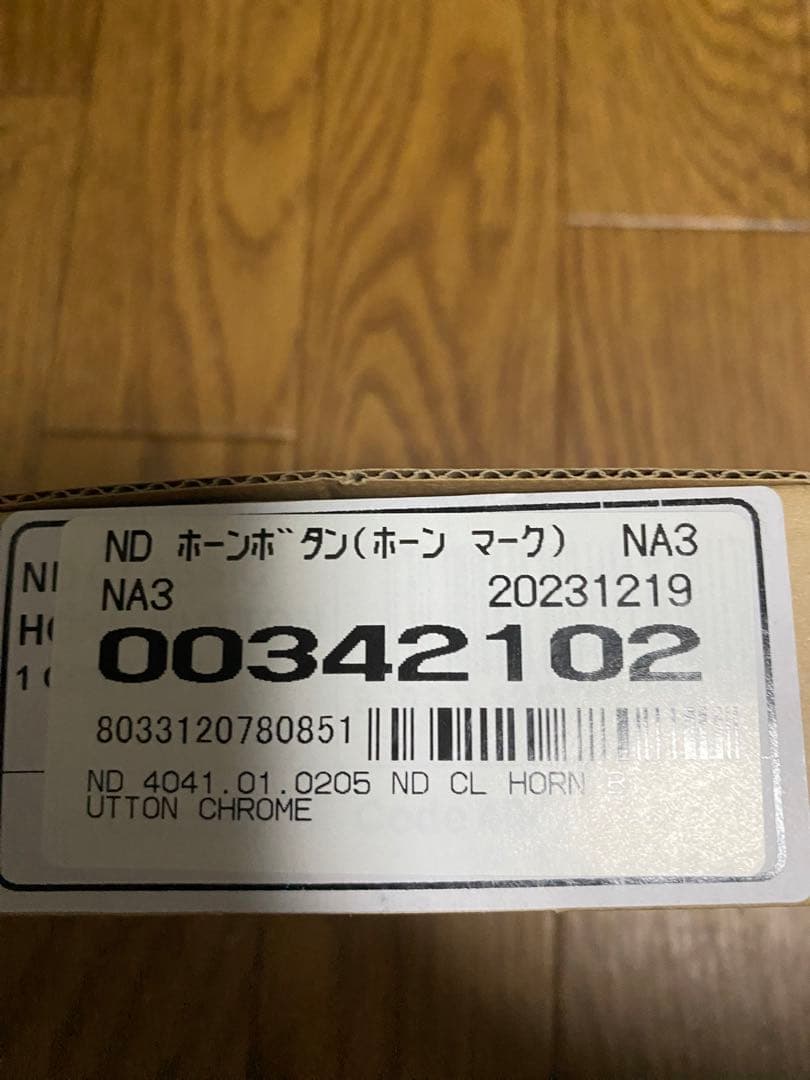 ND ホーンボタン(ホーン マーク) NA3
NA3 20231219
00342102
8033120780851
ND 4041.01.0205 ND CL HORN B
UTTON CHROME